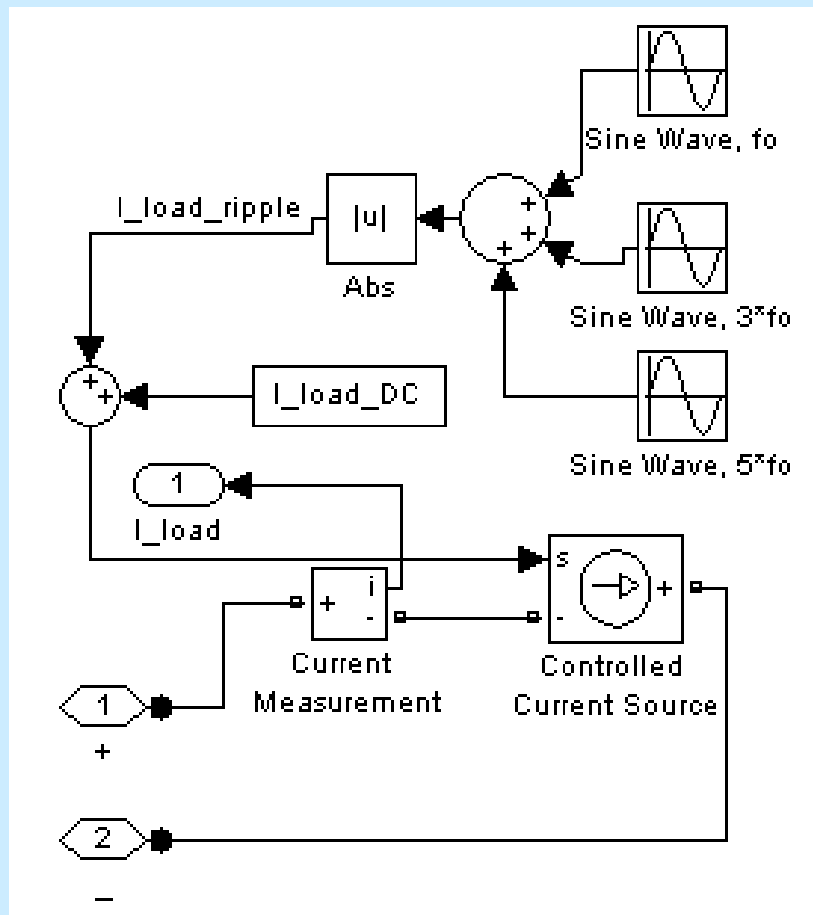 Sine Wave, fo
I_load_ripple
|u|
+
+
+
Abs
Sine Wave, 3*fo
+
+
I_load_DC
Sine Wave, 5*fo
1
I_load
s
i
+
-
-
+
Current
Measurement
Controlled
Current Source
1
+
2
–